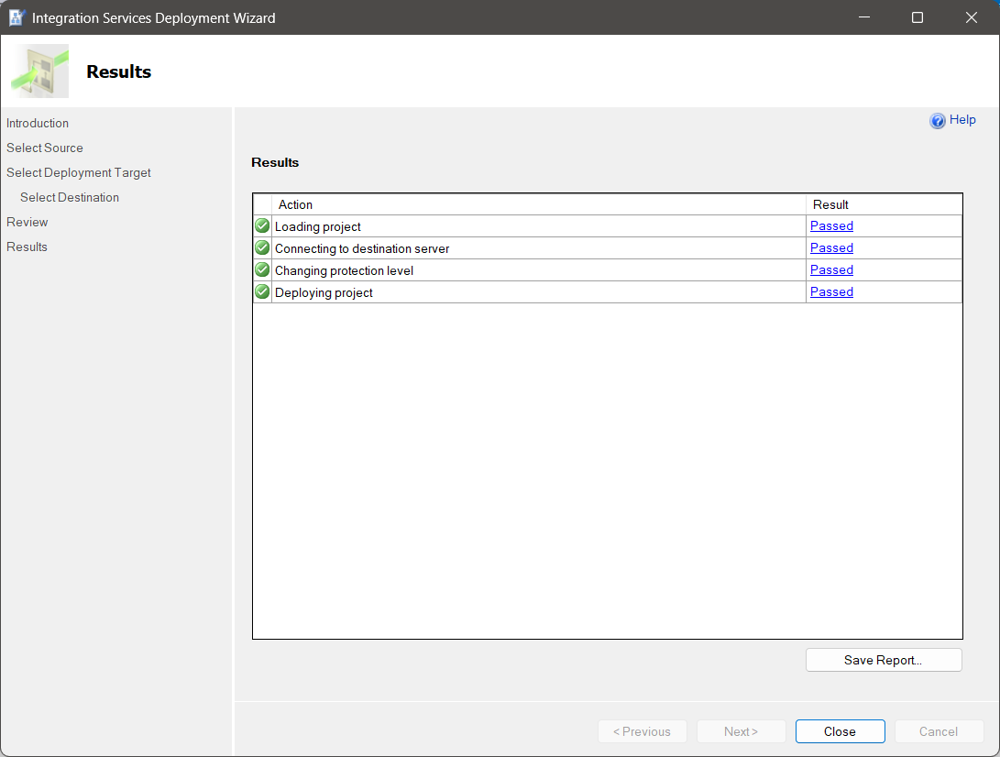 Integration Services Deployment Wizard
Results
Introduction
Select Source
Select Deployment Target
Select Destination
Review
Results
Help
Results
Action Result
Loading project Passed
Connecting to destination server Passed
Changing protection level Passed
Deploying project Passed
Save Report...
< Previous Next > Close Cancel